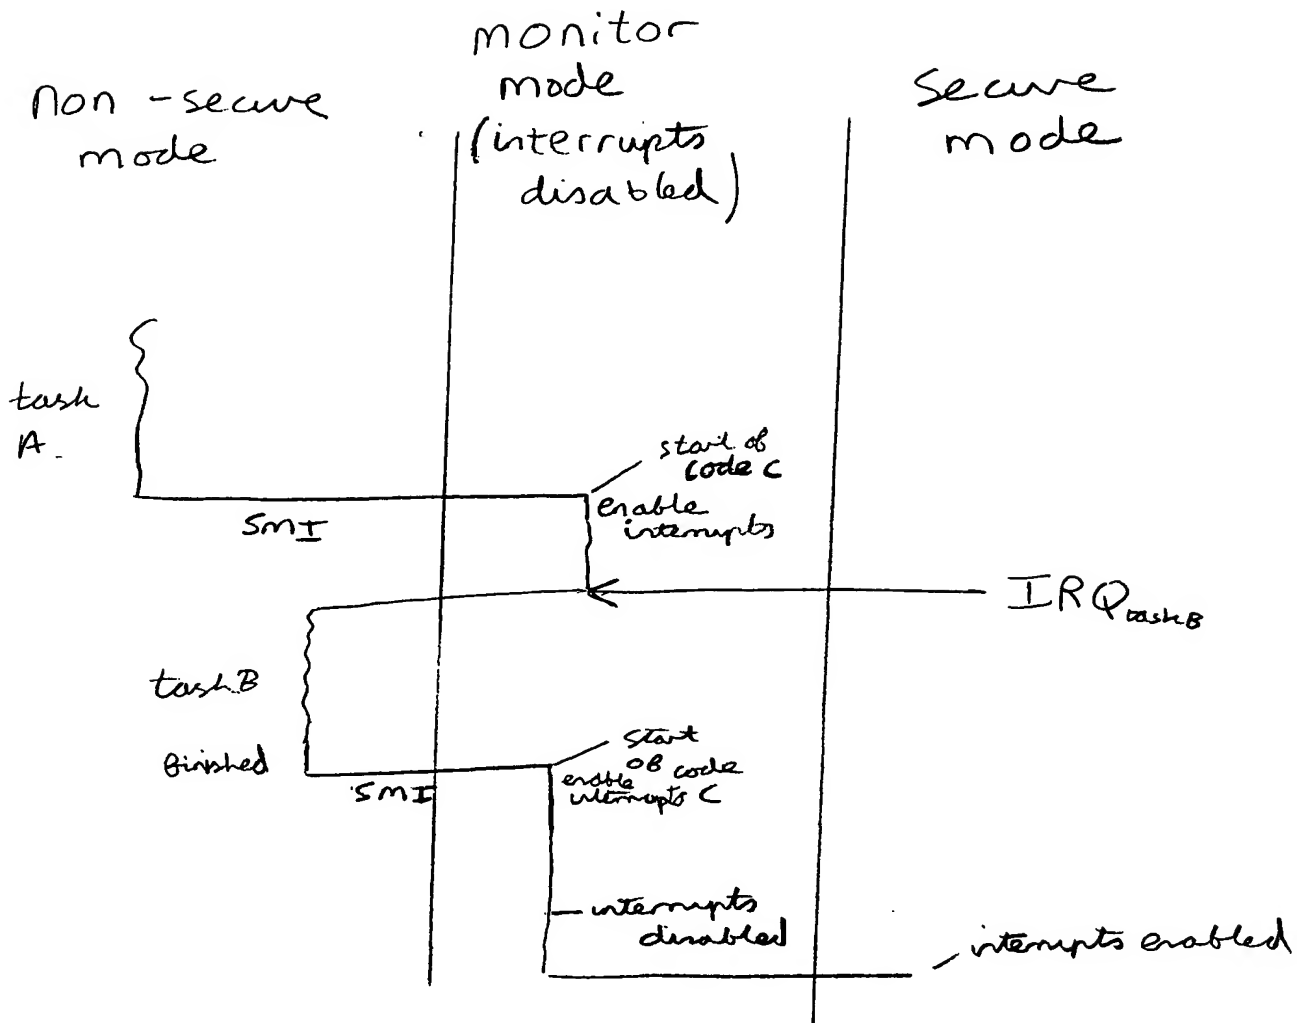 non-secure
mode
monitor
mode
(interrupts
disabled)
Secure
mode
task
A.
SMI
start of
code C
enable
interrupts
IRQ task B
task B
finished
SMI
Start
of code
enable
interrupts C
interrupts
disabled
interrupts enabled